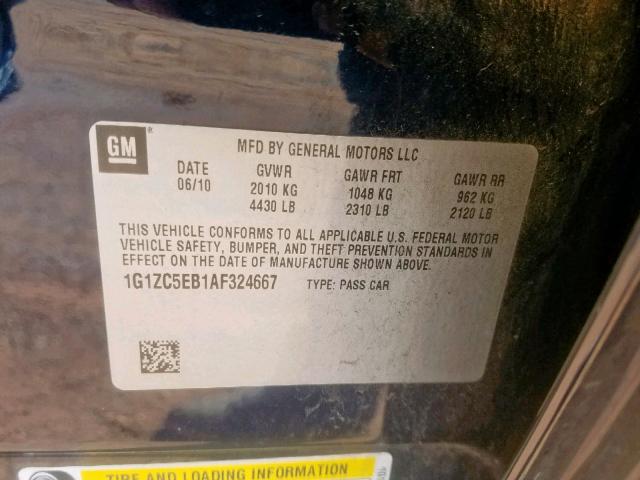 GM
MFD BY GENERAL MOTORS LLC
DATE GVWR GAWR FRT GAWR RR
06/10 2010 KG 1048 KG 962 KG
4430 LB 2310 LB 2120 LB
THIS VEHICLE CONFORMS TO ALL APPLICABLE U.S. FEDERAL MOTOR
VEHICLE SAFETY, BUMPER, AND THEFT PREVENTION STANDARDS IN
EFFECT ON THE DATE OF MANUFACTURE SHOWN ABOVE.
1G1ZC5EB1AF324667 TYPE: PASS CAR
TIRE AND LOADING INFORMATION